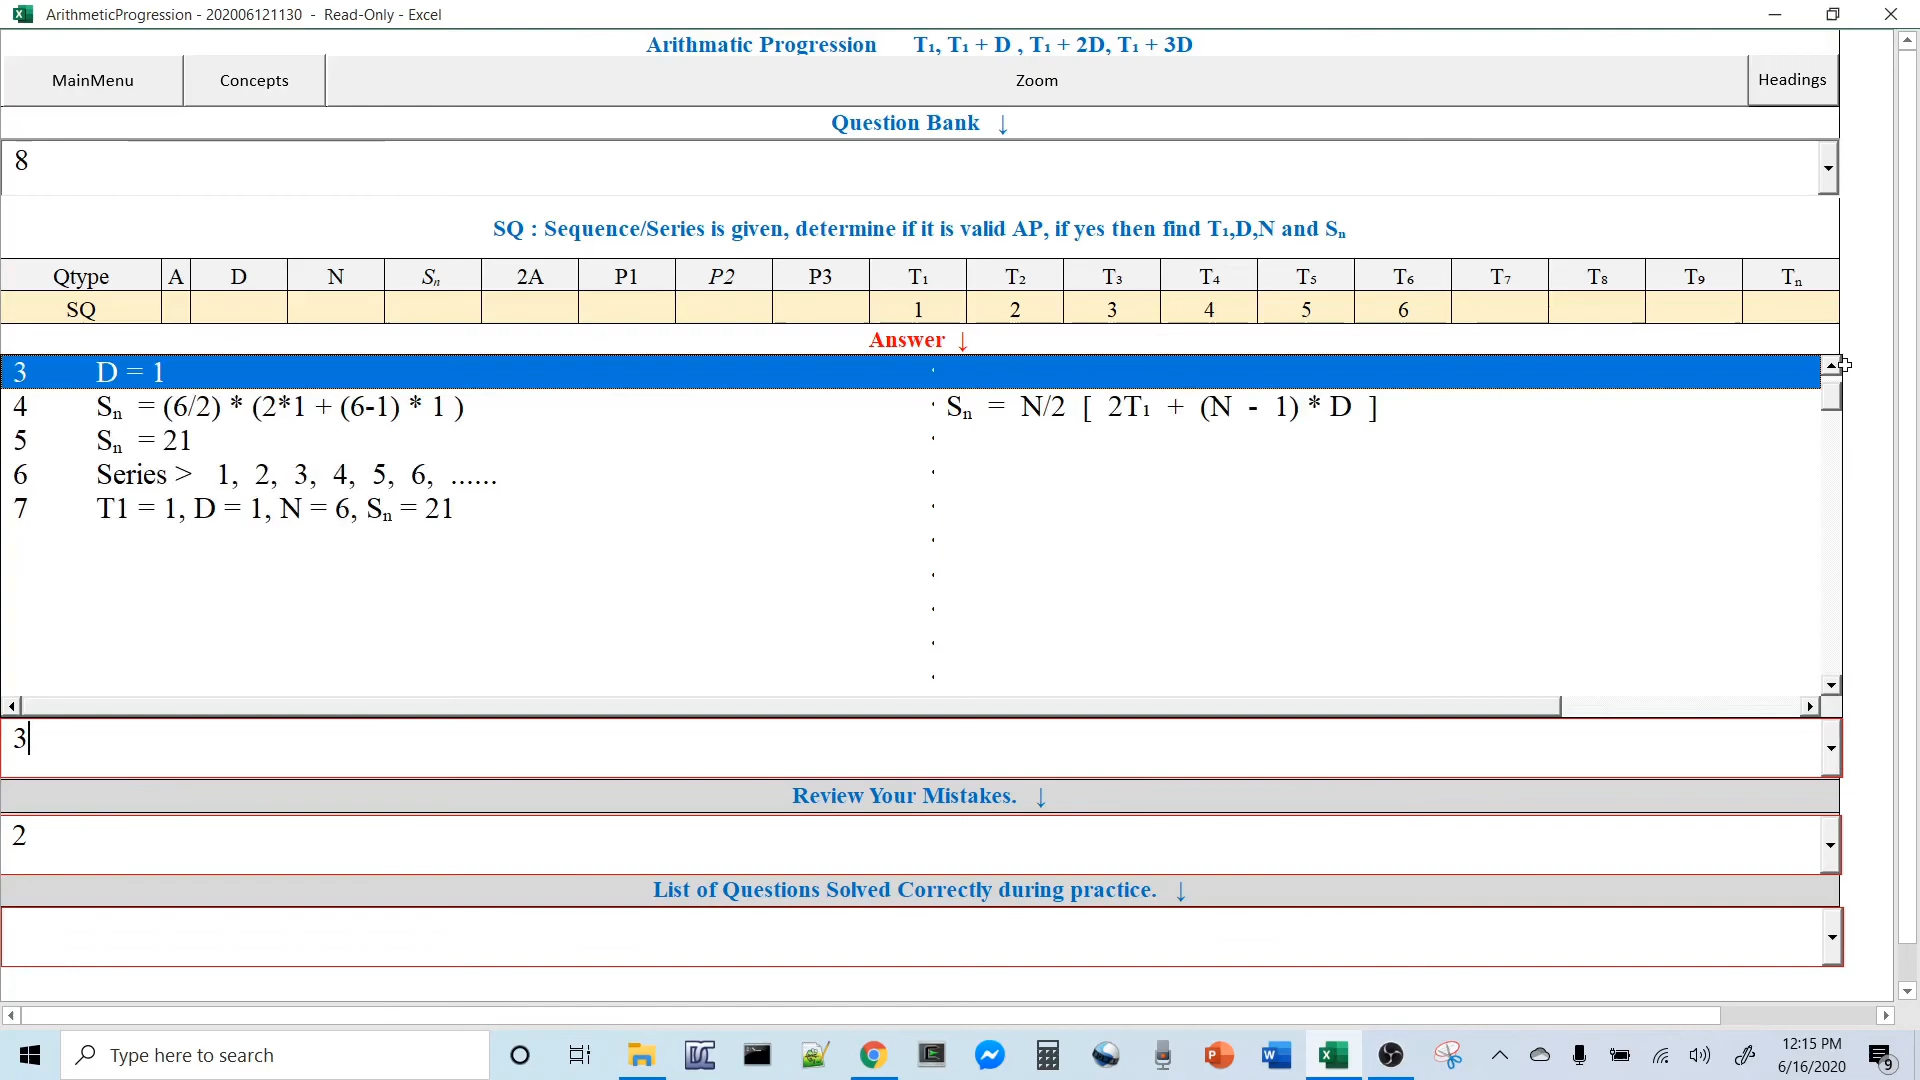 ArithmeticProgression - 202006121130 - Read-Only - Excel
Arithmatic Progression T₁, T₁ + D , T₁ + 2D, T₁ + 3D
MainMenu Concepts Zoom Headings
Question Bank ↓
8
SQ : Sequence/Series is given, determine if it is valid AP, if yes then find T₁,D,N and Sₙ
Qtype A D N Sₙ 2A P1 P2 P3 T₁ T₂ T₃ T₄ T₅ T₆ T₇ T₈ T₉ Tₙ
SQ 1 2 3 4 5 6
Answer ↓
3 D = 1
4 Sₙ = (6/2) * (2*1 + (6-1) * 1 ) Sₙ = N/2 [ 2T₁ + (N - 1) * D ]
5 Sₙ = 21
6 Series > 1, 2, 3, 4, 5, 6, ......
7 T1 = 1, D = 1, N = 6, Sₙ = 21
3
Review Your Mistakes. ↓
2
List of Questions Solved Correctly during practice. ↓
Type here to search
12:15 PM
6/16/2020
9